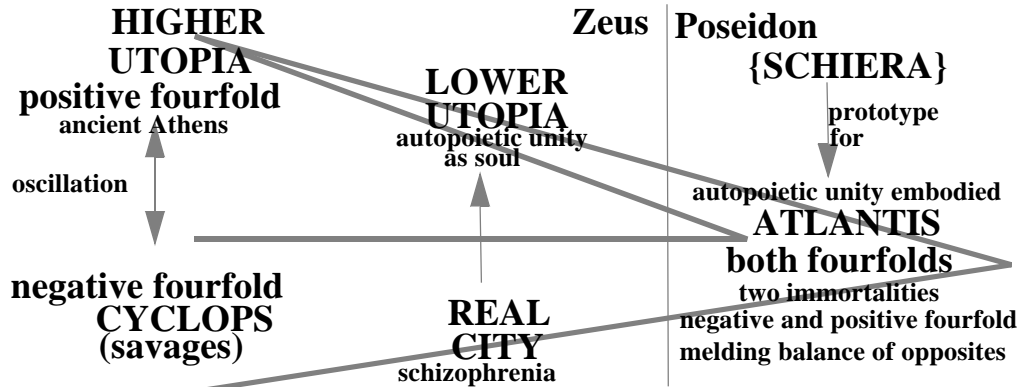 HIGHER
UTOPIA
positive fourfold
ancient Athens
oscillation
negative fourfold
CYCLOPS
(savages)
Zeus
LOWER
UTOPIA
autopoietic unity
as soul
REAL
CITY
schizophrenia
Poseidon
{SCHIERA}
prototype
for
autopoietic unity embodied
ATLANTIS
both fourfolds
two immortalities
negative and positive fourfold
melding balance of opposites